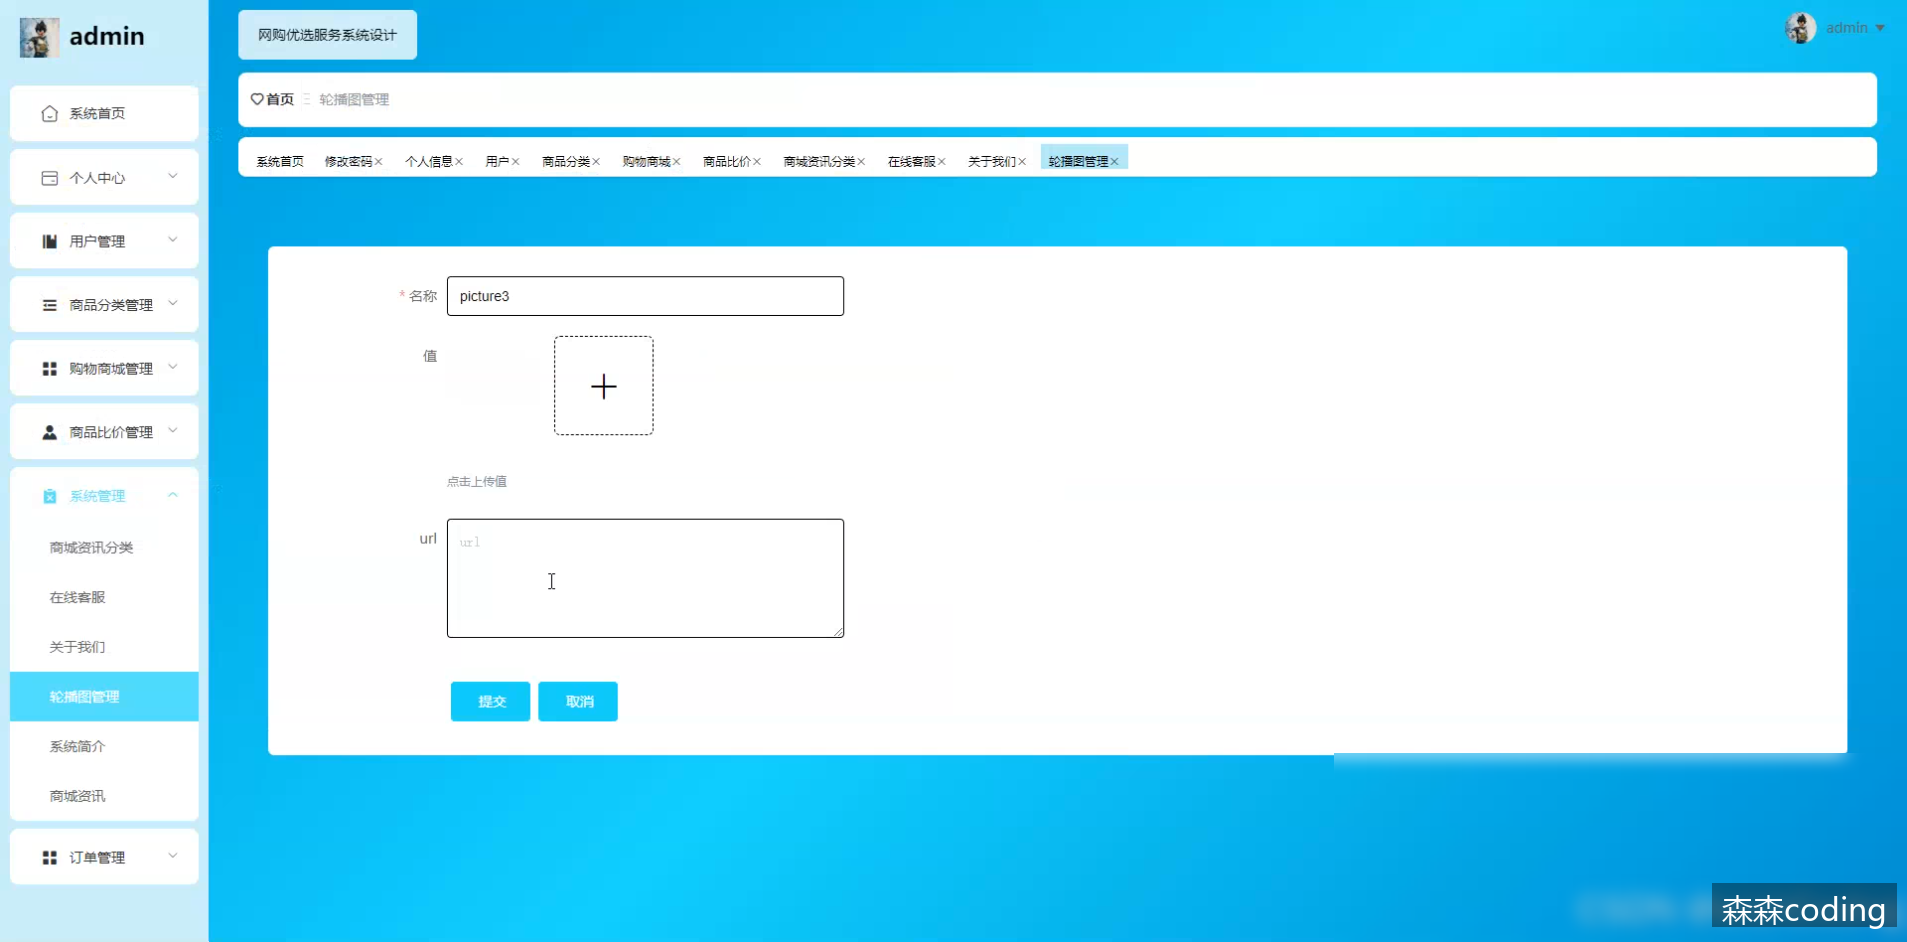 admin
网购优选服务系统设计
admin
首页 轮播图管理
系统首页 修改密码× 个人信息× 用户× 商品分类× 购物商城× 商品比价× 商城资讯分类× 在线客服× 关于我们× 轮播图管理×
系统首页
个人中心
用户管理
商品分类管理
购物商城管理
商品比价管理
系统管理
商城资讯分类
在线客服
关于我们
轮播图管理
系统简介
商城资讯
订单管理
* 名称 picture3
值
点击上传值
url url
提交 取消
森森coding